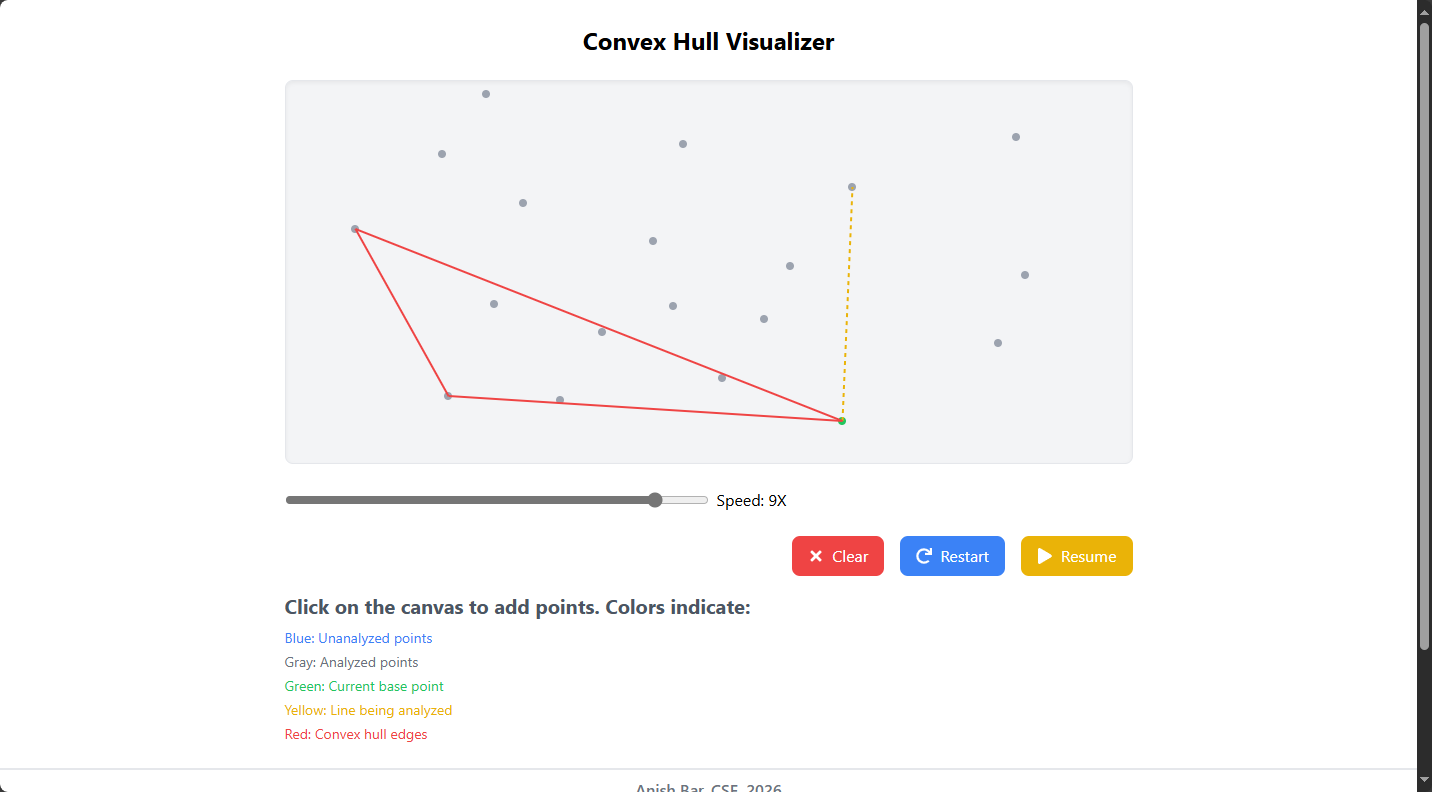 Convex Hull Visualizer
Speed: 9X
Clear
Restart
Resume
Click on the canvas to add points. Colors indicate:
Blue: Unanalyzed points
Gray: Analyzed points
Green: Current base point
Yellow: Line being analyzed
Red: Convex hull edges
Anish Bar, CSE, 2026